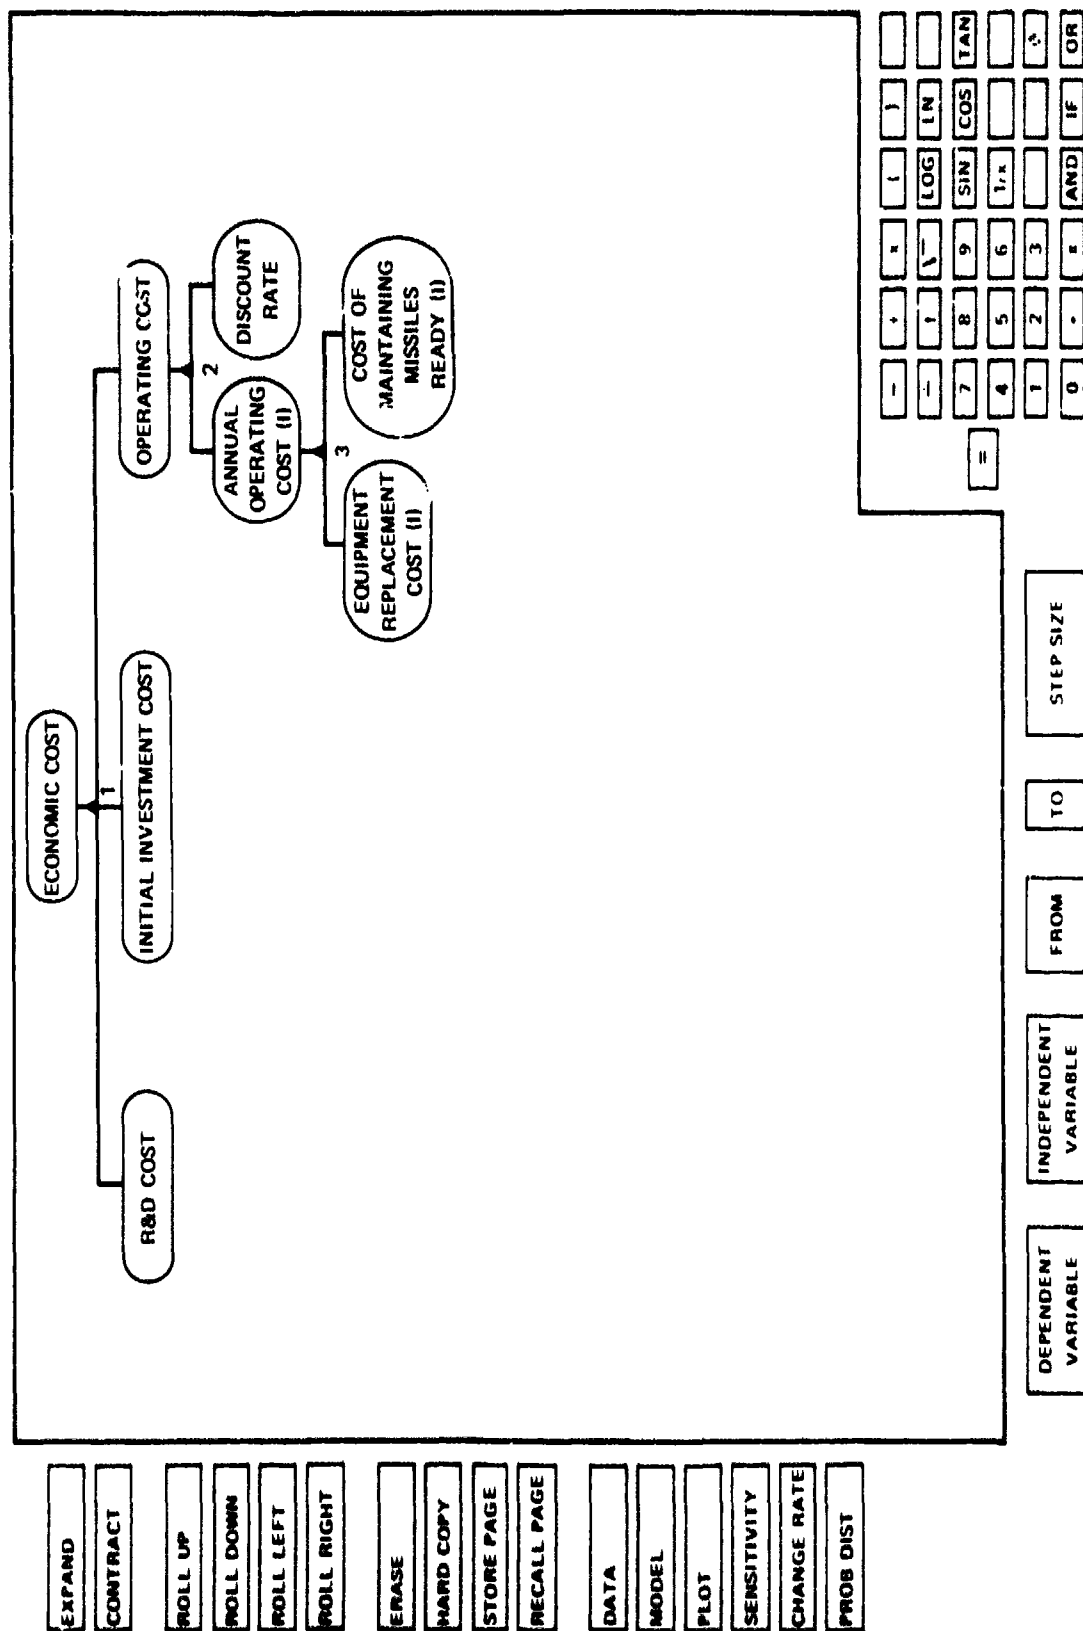 EXPAND
CONTRACT
ROLL UP
ROLL DOWN
ROLL LEFT
ROLL RIGHT
ERASE
HARD COPY
STORE PAGE
RECALL PAGE
DATA
MODEL
PLOT
SENSITIVITY
CHANGE RATE
PROB DIST
ECONOMIC COST
1
R&D COST
INITIAL INVESTMENT COST
OPERATING COST
2
ANNUAL
OPERATING
COST (I)
DISCOUNT
RATE
3
EQUIPMENT
REPLACEMENT
COST (I)
COST OF
MAINTAINING
MISSILES
READY (I)
DEPENDENT
VARIABLE
INDEPENDENT
VARIABLE
FROM
TO
STEP SIZE
=
− + × ( )
÷ ↑ √ LOG LN
7 8 9 SIN COS TAN
4 5 6 1/x
1 2 3
0 AND IF OR